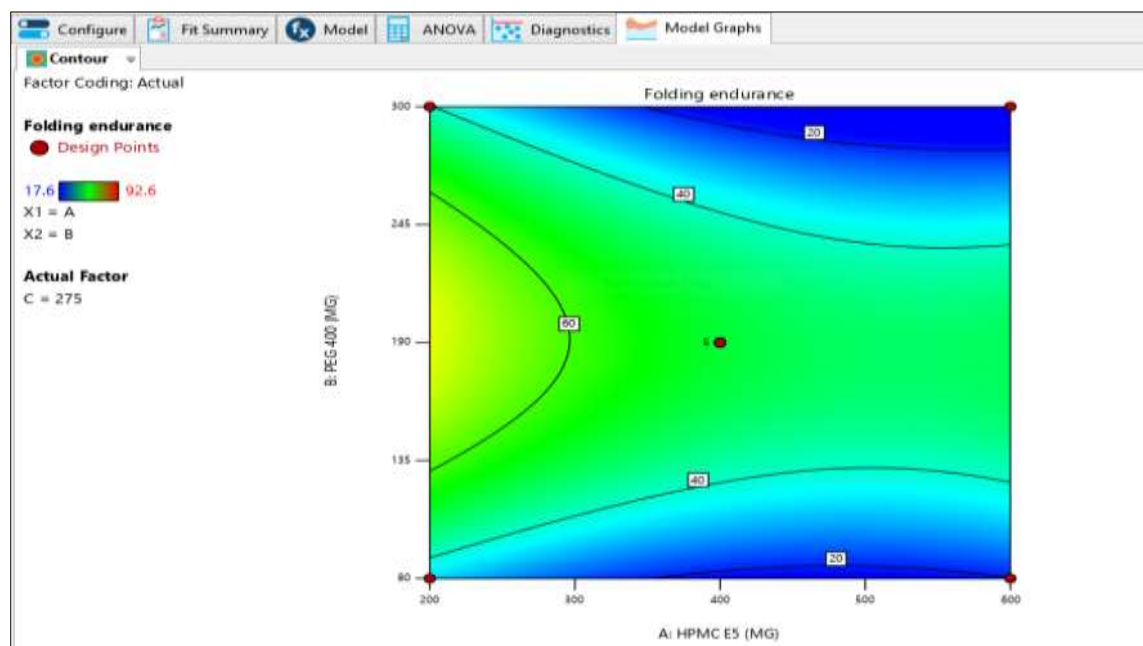 Configure Fit Summary Model ANOVA Diagnostics Model Graphs
Contour
Factor Coding: Actual
Folding endurance
Design Points
17.6 92.6
X1 = A
X2 = B
Actual Factor
C = 275
Folding endurance
300
245
190
135
80
B: PEG 400 (MG)
20
40
60
40
20
200 300 400 500 600
A: HPMC E5 (MG)